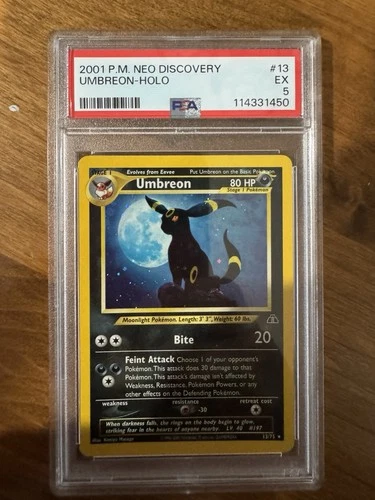 2001 P.M. NEO DISCOVERY #13
UMBREON-HOLO EX
5
PSA 114331450
Evolves from Eevee Put Umbreon on the Basic Pokémon
Umbreon 80 HP
Stage 1 Pokémon
Moonlight Pokémon. Length: 3' 3", Weight: 60 lbs.
Bite 20
Feint Attack Choose 1 of your opponent's
Pokémon. This attack does 30 damage to that
Pokémon. This attack's damage isn't affected by
Weakness, Resistance, Pokémon Powers, or any
other effects on the Defending Pokémon.
weakness resistance retreat cost
-30
When darkness falls, the rings on the body begin to glow,
striking fear in the hearts of anyone nearby. LV. 40 #197
13/75